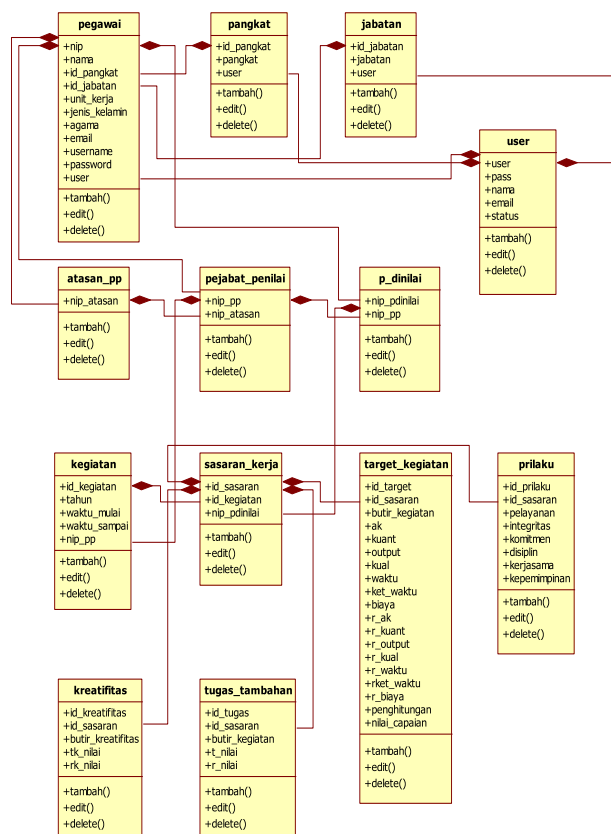 pegawai
+nip
+nama
+id_pangkat
+id_jabatan
+unit_kerja
+jenis_kelamin
+agama
+email
+username
+password
+user
+tambah()
+edit()
+delete()
pangkat
+id_pangkat
+pangkat
+user
+tambah()
+edit()
+delete()
jabatan
+id_jabatan
+jabatan
+user
+tambah()
+edit()
+delete()
user
+user
+pass
+nama
+email
+status
+tambah()
+edit()
+delete()
atasan_pp
+nip_atasan
+tambah()
+edit()
+delete()
pejabat_penilai
+nip_pp
+nip_atasan
+tambah()
+edit()
+delete()
p_dinilai
+nip_pdinilai
+nip_pp
+tambah()
+edit()
+delete()
kegiatan
+id_kegiatan
+tahun
+waktu_mulai
+waktu_sampai
+nip_pp
+tambah()
+edit()
+delete()
sasaran_kerja
+id_sasaran
+id_kegiatan
+nip_pdinilai
+tambah()
+edit()
+delete()
target_kegiatan
+id_target
+id_sasaran
+butir_kegiatan
+ak
+kuant
+output
+kual
+waktu
+ket_waktu
+biaya
+r_ak
+r_kuant
+r_output
+r_kual
+r_waktu
+rket_waktu
+r_biaya
+penghitungan
+nilai_capaian
+tambah()
+edit()
+delete()
prilaku
+id_prilaku
+id_sasaran
+pelayanan
+integritas
+komitmen
+disiplin
+kerjasama
+kepemimpinan
+tambah()
+edit()
+delete()
kreatifitas
+id_kreatifitas
+id_sasaran
+butir_kreatifitas
+tk_nilai
+rk_nilai
+tambah()
+edit()
+delete()
tugas_tambahan
+id_tugas
+id_sasaran
+butir_kegiatan
+t_nilai
+r_nilai
+tambah()
+edit()
+delete()